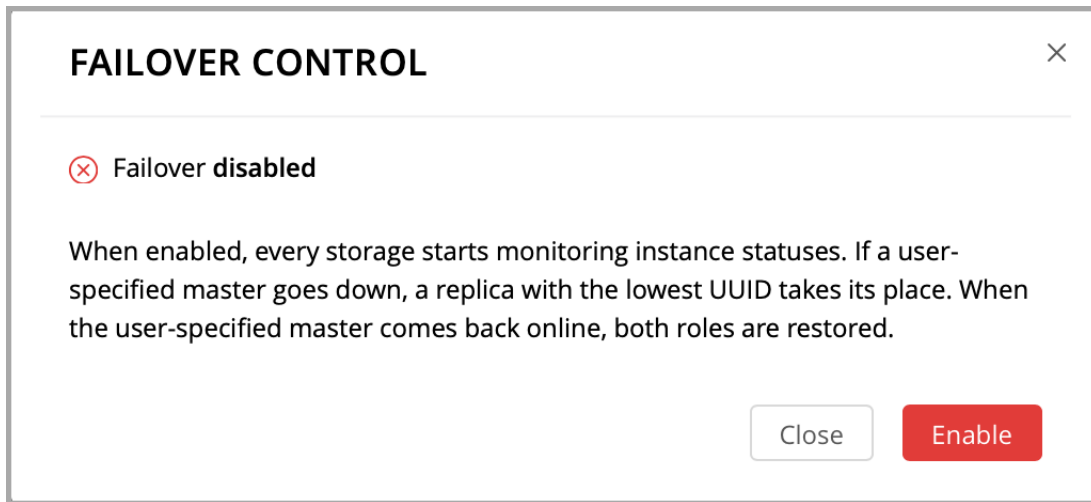 FAILOVER CONTROL
Failover disabled
When enabled, every storage starts monitoring instance statuses. If a user-
specified master goes down, a replica with the lowest UUID takes its place. When
the user-specified master comes back online, both roles are restored.
Close
Enable